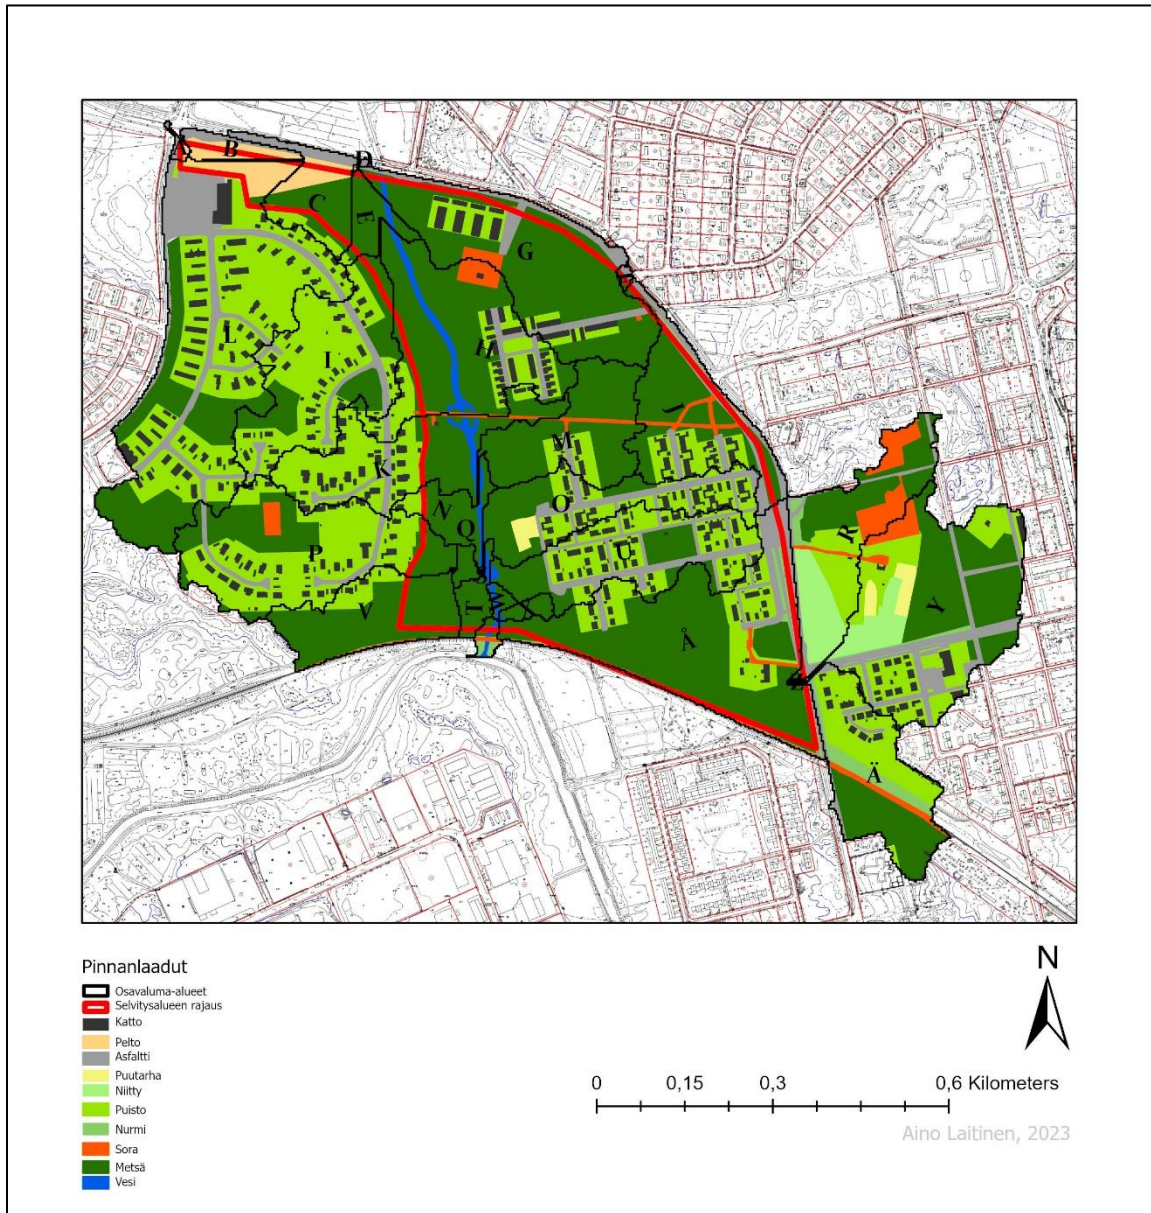 B
D
C
E
G
L
I
H
J
M
K
N
O
Q
R
P
U
T
Y
V
Å
Ä
Pinnanlaadut
Osavaluma-alueet
Selvitysalueen rajaus
Katto
Pelto
Asfaltti
Puutarha
Niitty
Puisto
Nurmi
Sora
Metsä
Vesi
N
0 0,15 0,3 0,6 Kilometers
Aino Laitinen, 2023